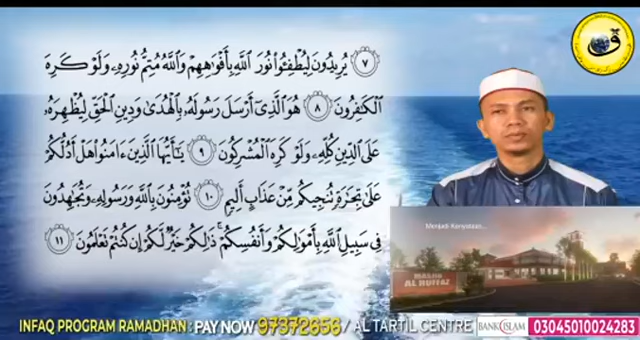 ٧ يُرِيدُونَ لِيُطْفِـُٔوا۟ نُورَ ٱللَّهِ بِأَفْوَٰهِهِمْ وَٱللَّهُ مُتِمُّ نُورِهِۦ وَلَوْ كَرِهَ
ٱلْكَٰفِرُونَ ٨ هُوَ ٱلَّذِىٓ أَرْسَلَ رَسُولَهُۥ بِٱلْهُدَىٰ وَدِينِ ٱلْحَقِّ لِيُظْهِرَهُۥ
عَلَى ٱلدِّينِ كُلِّهِۦ وَلَوْ كَرِهَ ٱلْمُشْرِكُونَ ٩ يَٰٓأَيُّهَا ٱلَّذِينَ ءَامَنُوا۟ هَلْ أَدُلُّكُمْ
عَلَىٰ تِجَٰرَةٍ تُنجِيكُم مِّنْ عَذَابٍ أَلِيمٍ ١٠ تُؤْمِنُونَ بِٱللَّهِ وَرَسُولِهِۦ وَتُجَٰهِدُونَ
فِى سَبِيلِ ٱللَّهِ بِأَمْوَٰلِكُمْ وَأَنفُسِكُمْ ۚ ذَٰلِكُمْ خَيْرٌ لَّكُمْ إِن كُنتُمْ تَعْلَمُونَ ١١
Menjadi Kenyataan...
MASJID
AL HUFFAZ
INFAQ PROGRAM RAMADHAN : PAY NOW 97372656 / AL TARTIL CENTRE BANK ISLAM 03045010024283